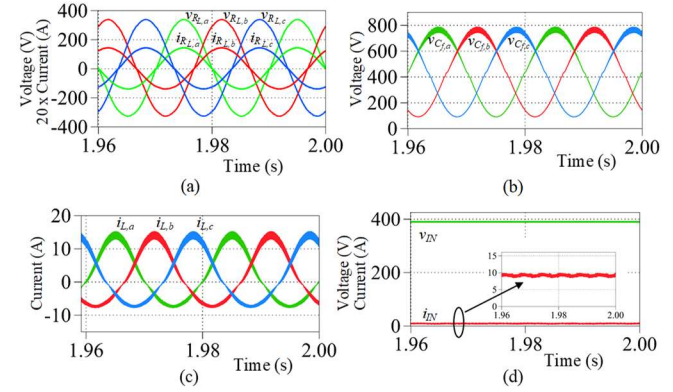 400
200
0
-200
-400
Voltage (V)
20 x Current (A)
vRL,a vRL,b vRL,c
iRL,a iRL,b iRL,c
1.96 1.98 2.00
Time (s)
(a)
800
600
400
200
0
Voltage (V)
vCf,a vCf,b vCf,c
1.96 1.98 2.00
Time (s)
(b)
20
10
0
-10
Current (A)
iL,a iL,b iL,c
1.96 1.98 2.00
Time (s)
(c)
400
200
0
Voltage (V)
Current (A)
vIN
iIN
15
10
5
0
1.96 1.98 2.00
1.96 1.98 2.00
Time (s)
(d)